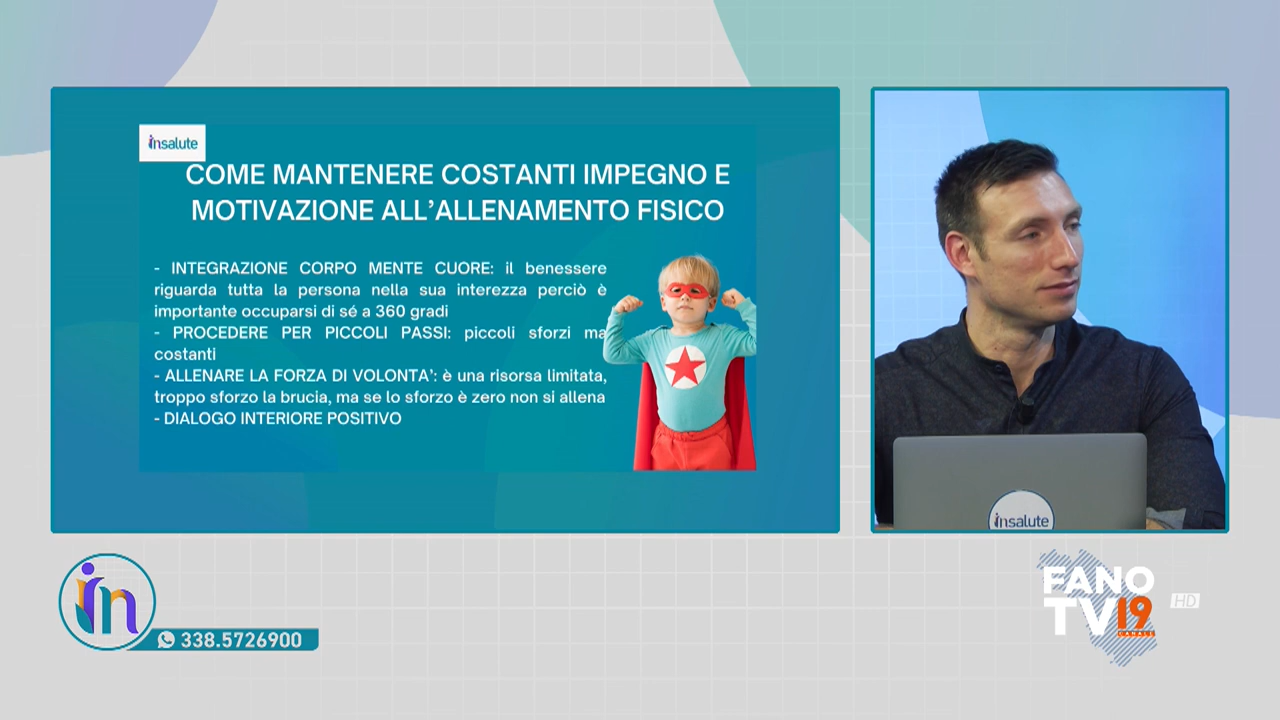 insalute
COME MANTENERE COSTANTI IMPEGNO E
MOTIVAZIONE ALL’ALLENAMENTO FISICO
- INTEGRAZIONE CORPO MENTE CUORE: il benessere
riguarda tutta la persona nella sua interezza perciò è
importante occuparsi di sé a 360 gradi
- PROCEDERE PER PICCOLI PASSI: piccoli sforzi ma
costanti
- ALLENARE LA FORZA DI VOLONTA’: è una risorsa limitata,
troppo sforzo la brucia, ma se lo sforzo è zero non si allena
- DIALOGO INTERIORE POSITIVO
insalute
in
338.5726900
FANO
TV19
CANALE
HD